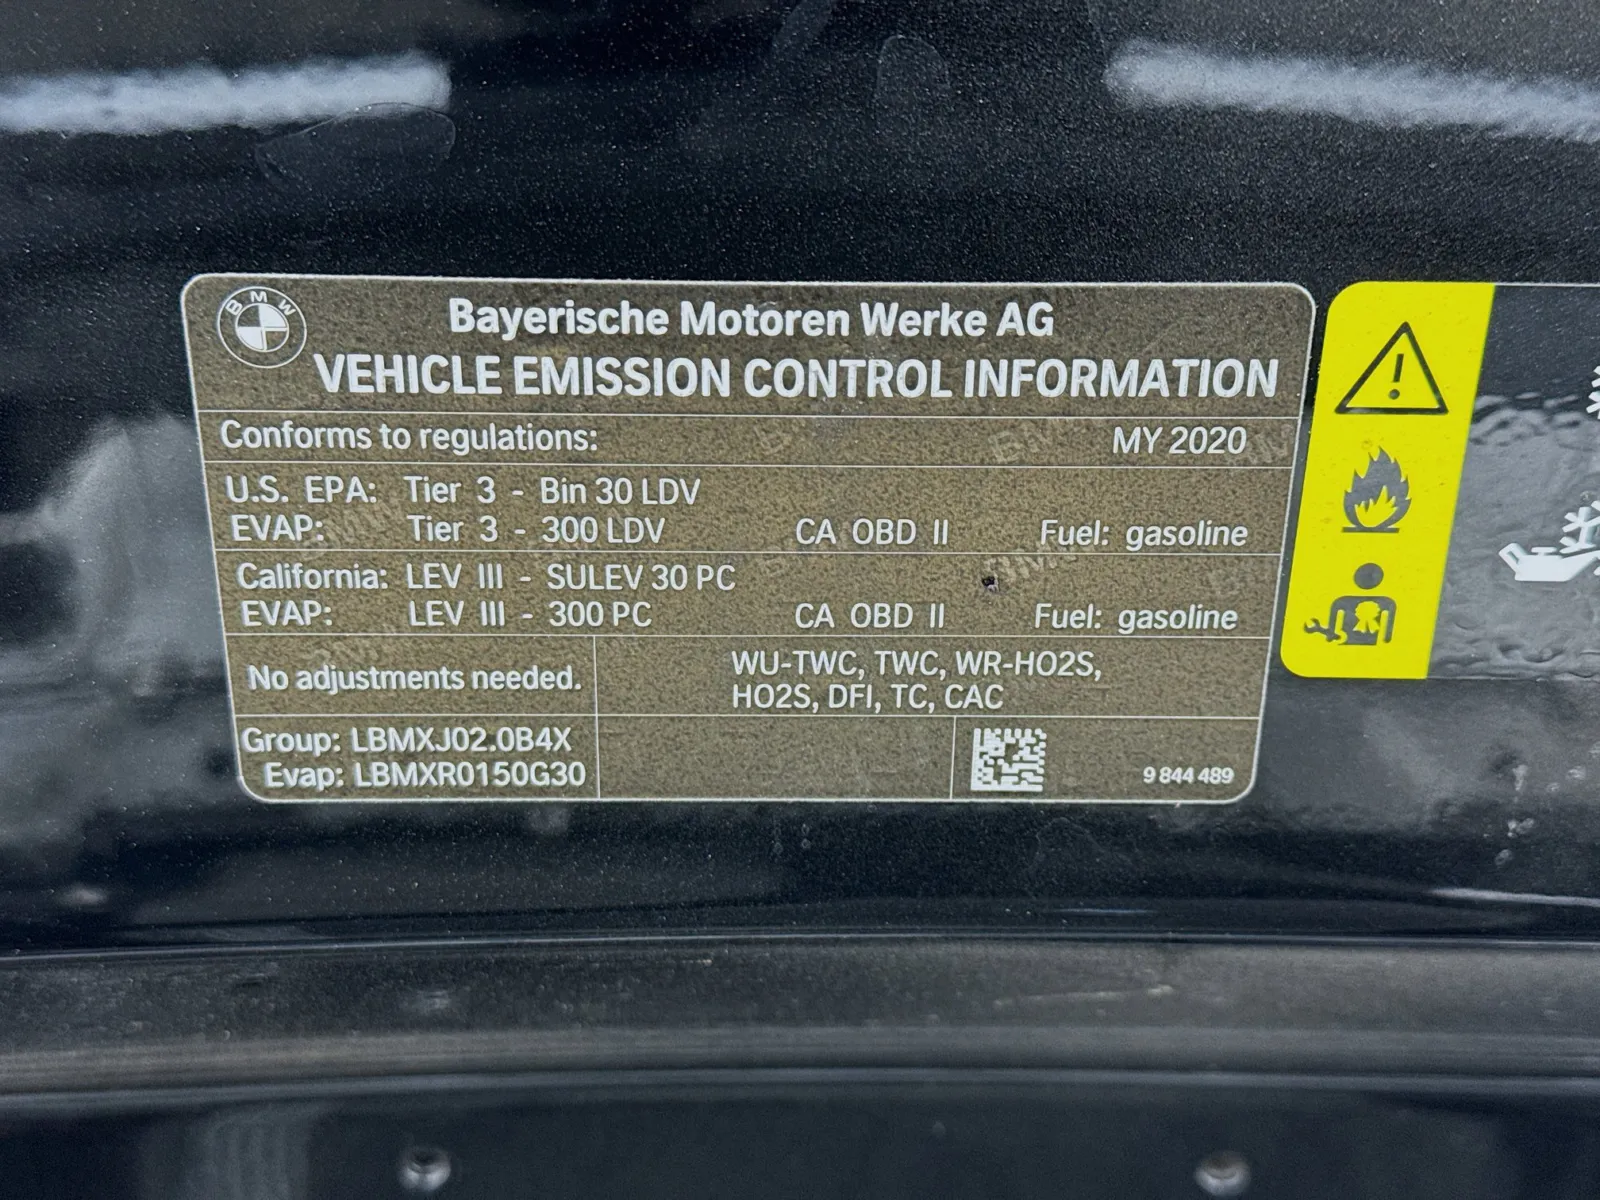 BMW
Bayerische Motoren Werke AG
VEHICLE EMISSION CONTROL INFORMATION
Conforms to regulations: MY 2020
U.S. EPA: Tier 3 - Bin 30 LDV
EVAP: Tier 3 - 300 LDV CA OBD II Fuel: gasoline
California: LEV III - SULEV 30 PC
EVAP: LEV III - 300 PC CA OBD II Fuel: gasoline
No adjustments needed.
WU-TWC, TWC, WR-HO2S,
HO2S, DFI, TC, CAC
Group: LBMXJ02.0B4X
Evap: LBMXR0150G30
9 844 489